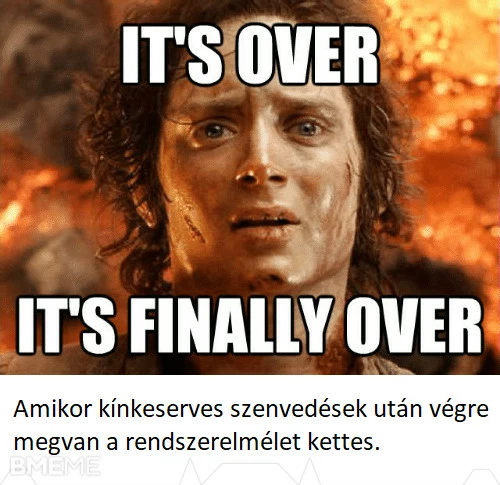 IT'S OVER
IT'S FINALLY OVER
Amikor kínkeserves szenvedések után végre
megvan a rendszerelmélet kettes.
BMEME